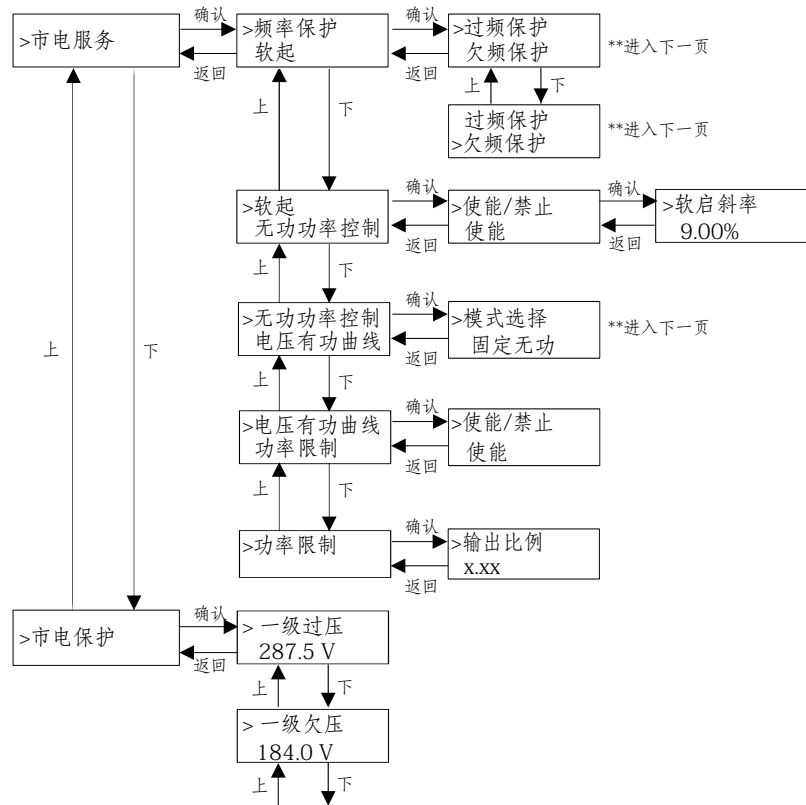 >市电服务
确认
返回
>频率保护
软起
确认
返回
>过频保护
欠频保护
**进入下一页
上
下
过频保护
>欠频保护
**进入下一页
上
下
>软起
无功功率控制
确认
返回
>使能/禁止
使能
确认
返回
>软启斜率
9.00%
上
下
>无功功率控制
电压有功曲线
确认
返回
>模式选择
固定无功
**进入下一页
上
下
上
下
>电压有功曲线
功率限制
确认
返回
>使能/禁止
使能
上
下
>功率限制
确认
返回
>输出比例
x.xx
>市电保护
确认
返回
> 一级过压
287.5 V
上
下
> 一级欠压
184.0 V
上
下